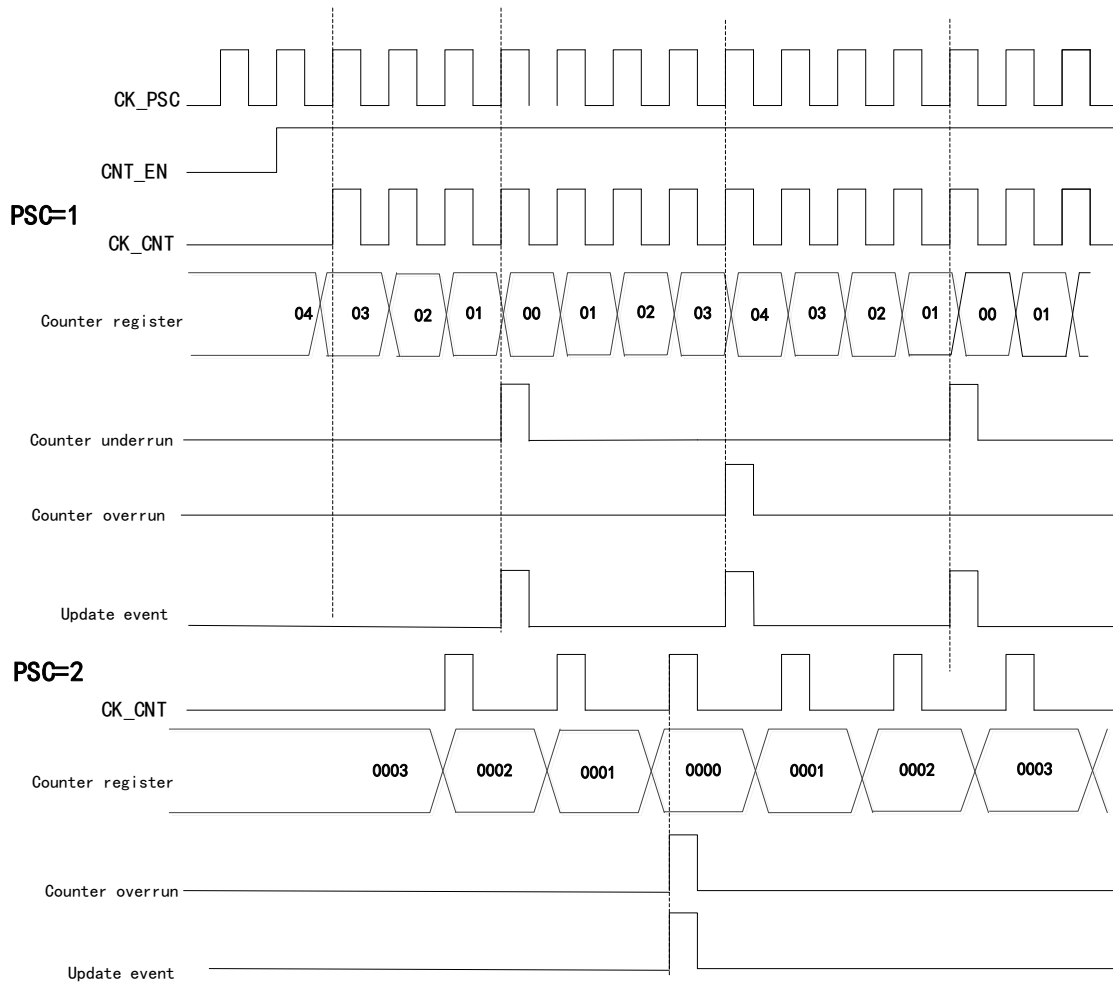 CK_PSC
CNT_EN
PSC=1
CK_CNT
Counter register 04 03 02 01 00 01 02 03 04 03 02 01 00 01
Counter underrun
Counter overrun
Update event
PSC=2
CK_CNT
Counter register 0003 0002 0001 0000 0001 0002 0003
Counter overrun
Update event